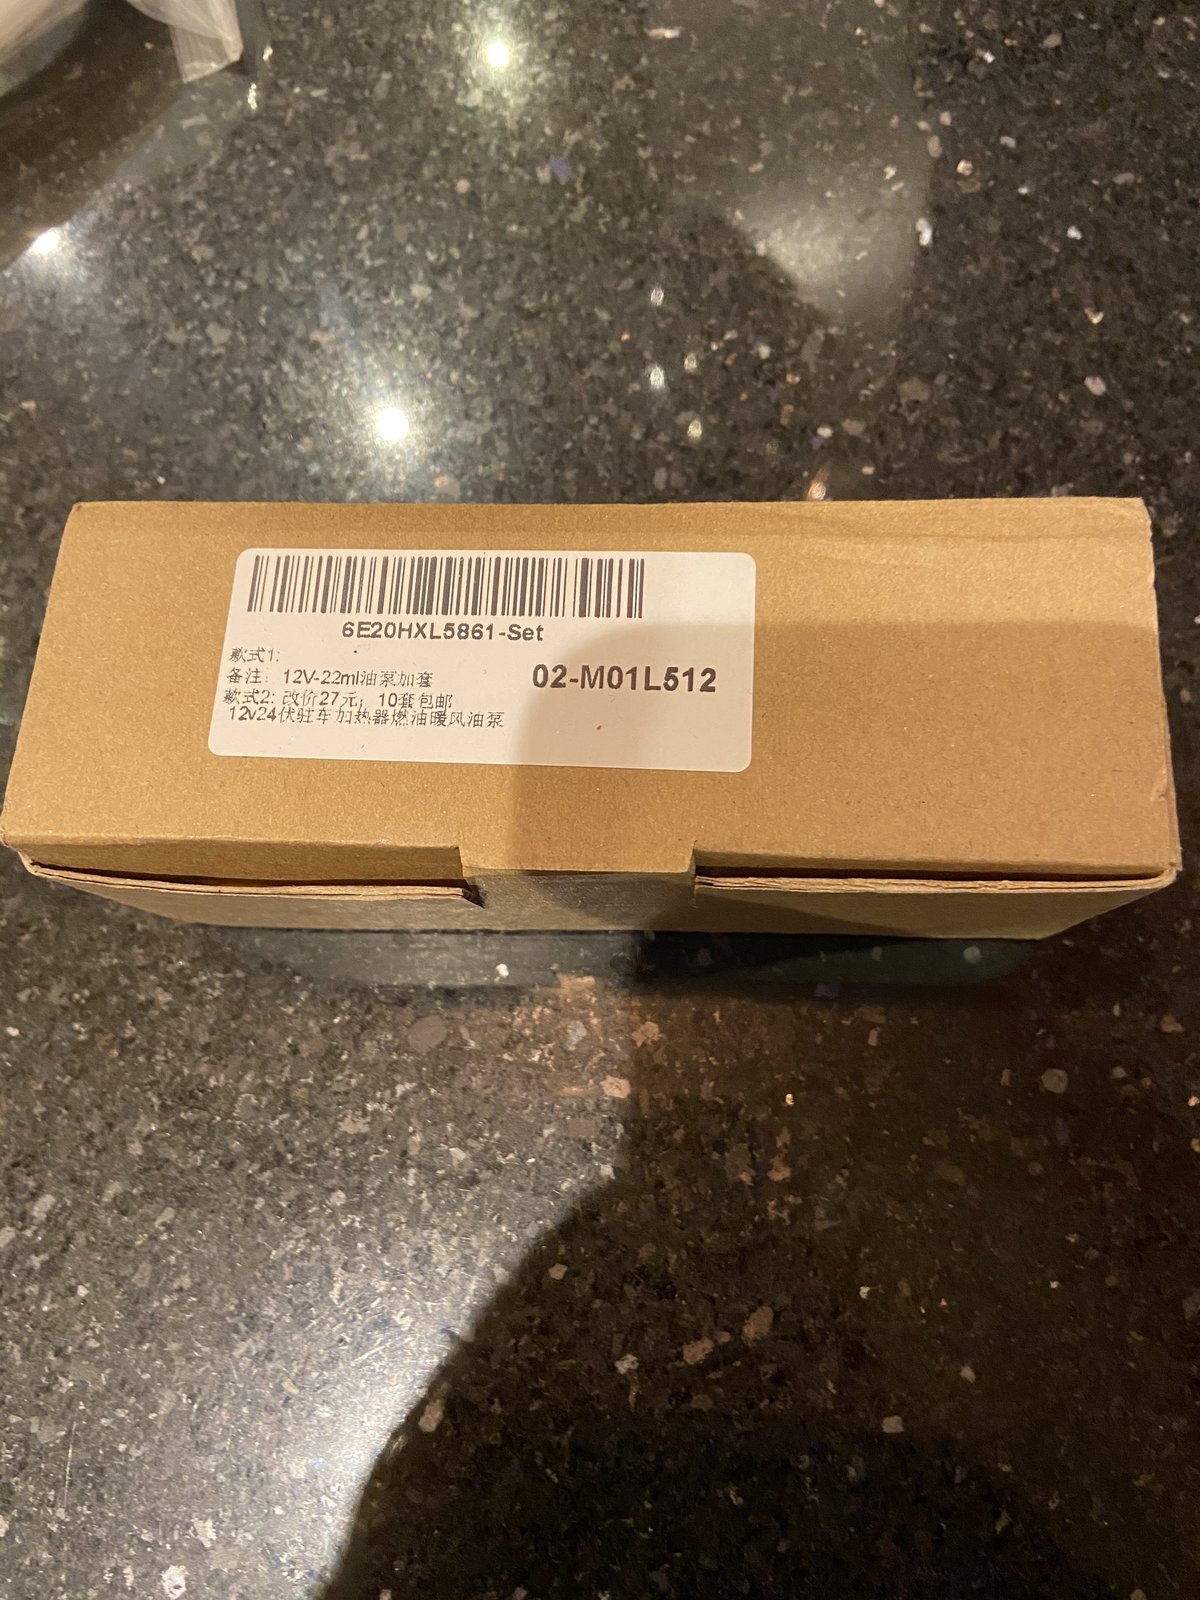 6E20HXL5861-Set
款式1:
备注: 12V-22ml油泵加套
02-M01L512
款式2: 改价27元; 10套包邮
12v24伏驻车加热器燃油暖风油泵